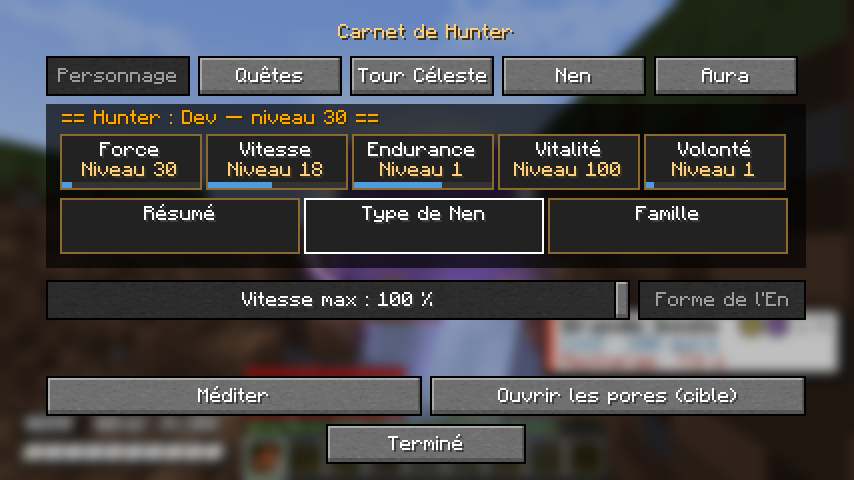 Carnet de Hunter
Personnage
Quêtes
Tour Céleste
Nen
Aura
== Hunter : Dev — niveau 30 ==
Force
Niveau 30
Vitesse
Niveau 18
Endurance
Niveau 1
Vitalité
Niveau 100
Volonté
Niveau 1
Résumé
Type de Nen
Famille
Vitesse max : 100 %
Forme de l'En
Méditer
Ouvrir les pores (cible)
Terminé